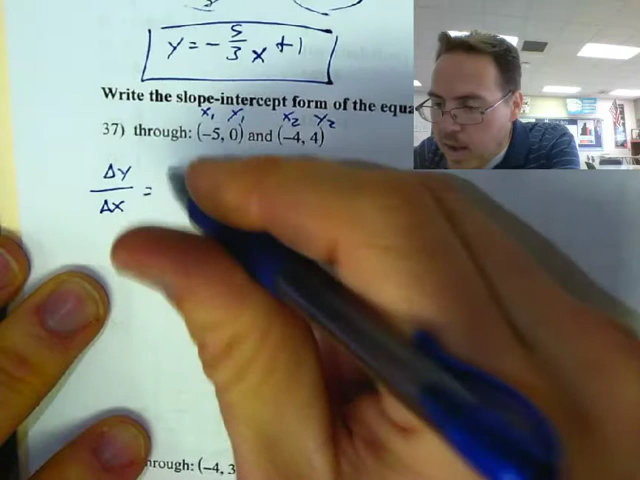 y = -5/3 x + 1
Write the slope-intercept form of the equa
x₁ y₁ x₂ y₂
37) through: (−5, 0) and (−4, 4)
Δy/Δx =
hrough: (−4, 3